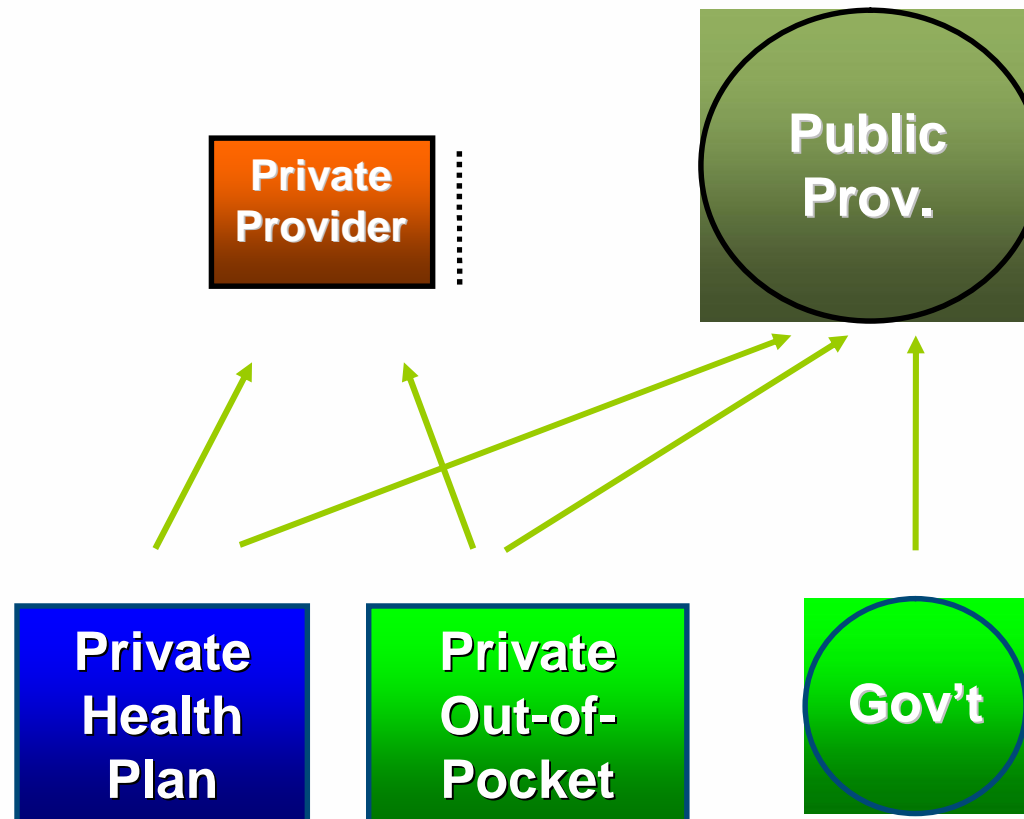 Public
Prov.
Private
Provider
Private
Health
Plan
Private
Out-of-
Pocket
Gov’t